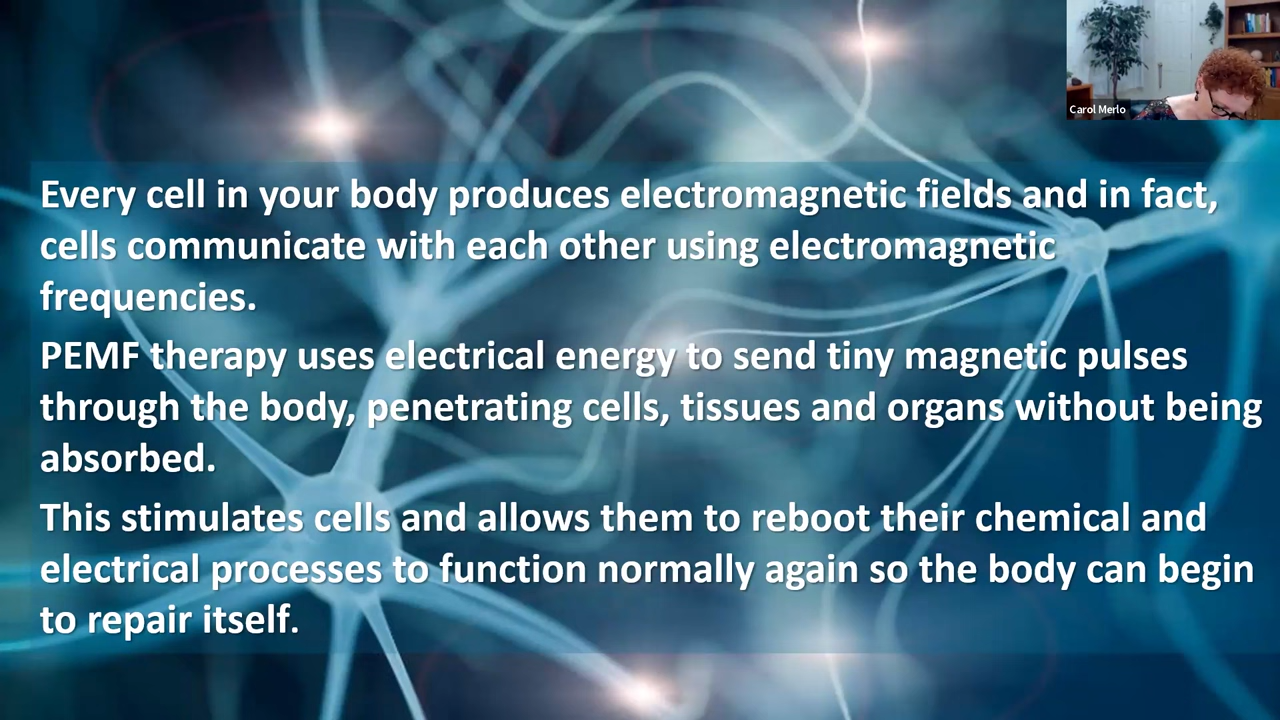 Carol Merlo
Every cell in your body produces electromagnetic fields and in fact,
cells communicate with each other using electromagnetic
frequencies.
PEMF therapy uses electrical energy to send tiny magnetic pulses
through the body, penetrating cells, tissues and organs without being
absorbed.
This stimulates cells and allows them to reboot their chemical and
electrical processes to function normally again so the body can begin
to repair itself.